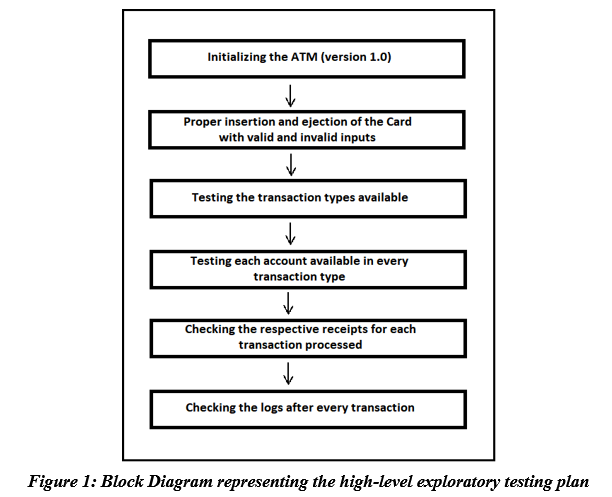 Initializing the ATM (version 1.0)
Proper insertion and ejection of the Card
with valid and invalid inputs
Testing the transaction types available
Testing each account available in every
transaction type
Checking the respective receipts for each
transaction processed
Checking the logs after every transaction
Figure 1: Block Diagram representing the high-level exploratory testing plan